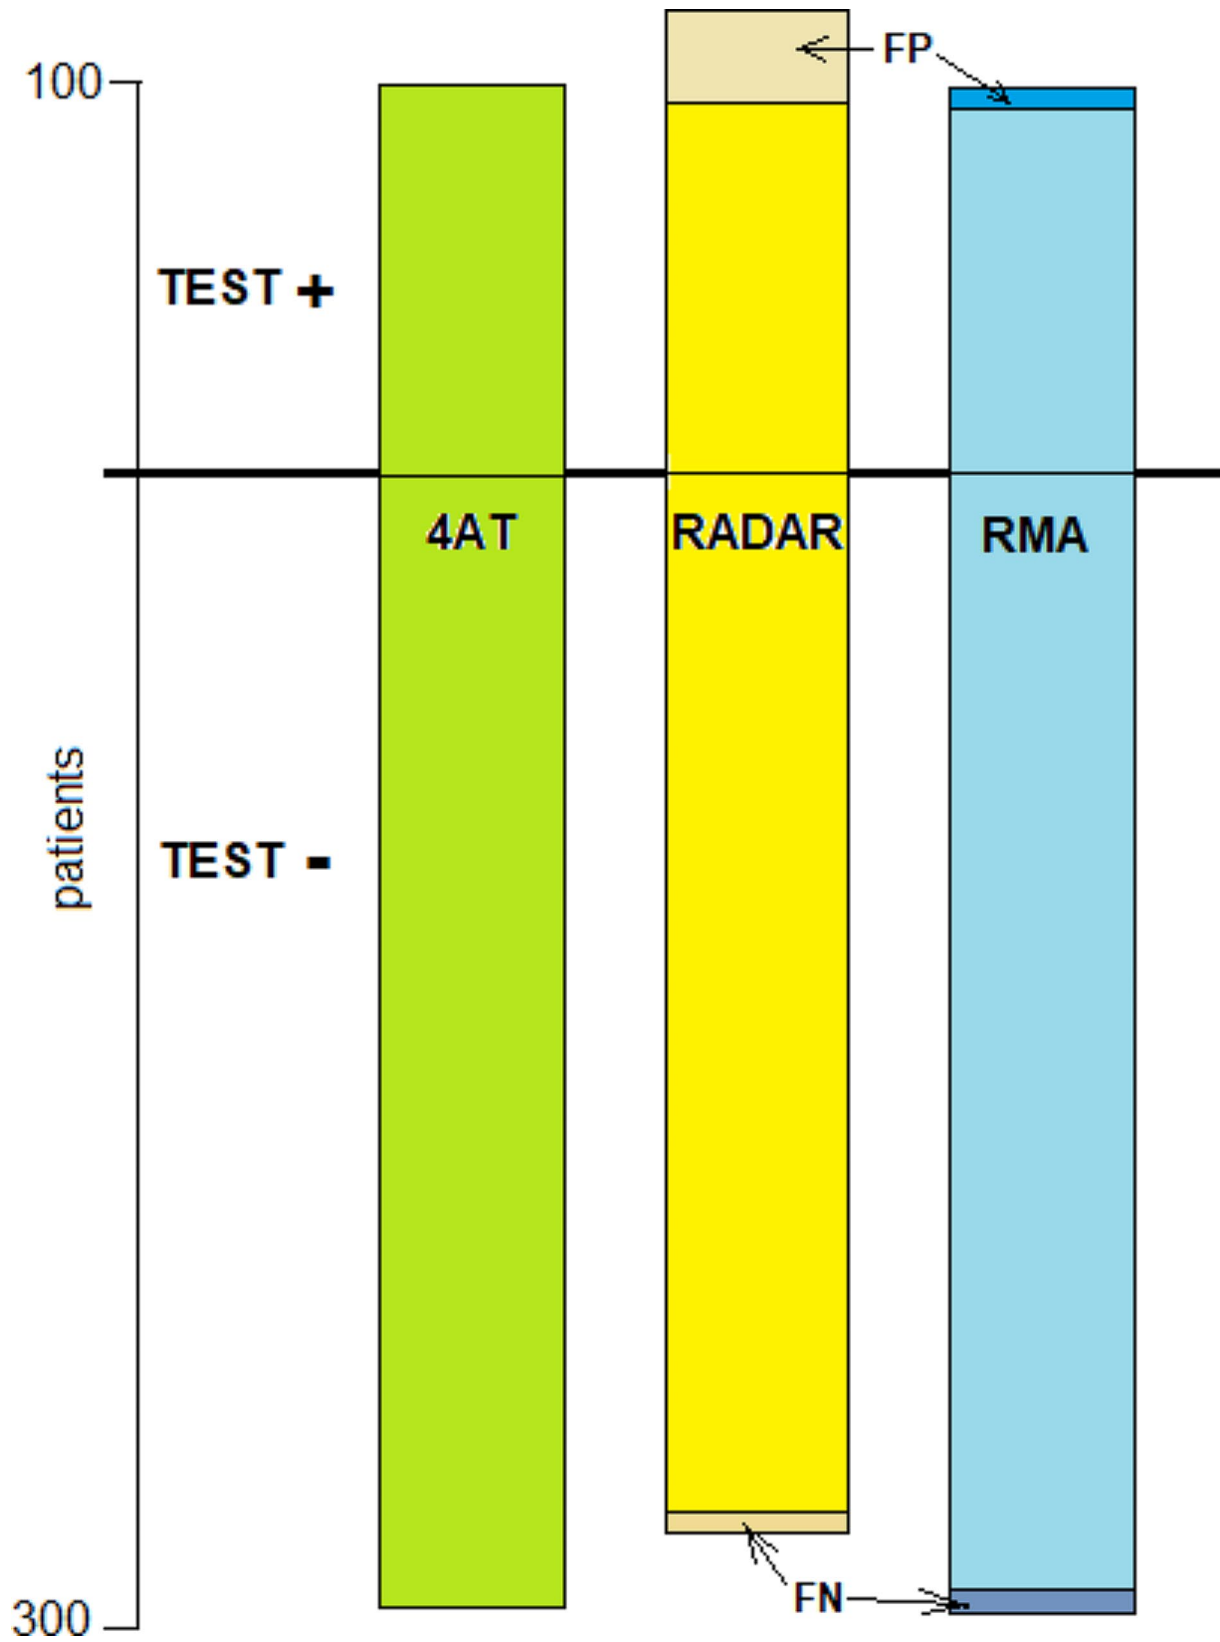 FP
100
TEST +
4AT
RADAR
RMA
patients
TEST -
FN
300